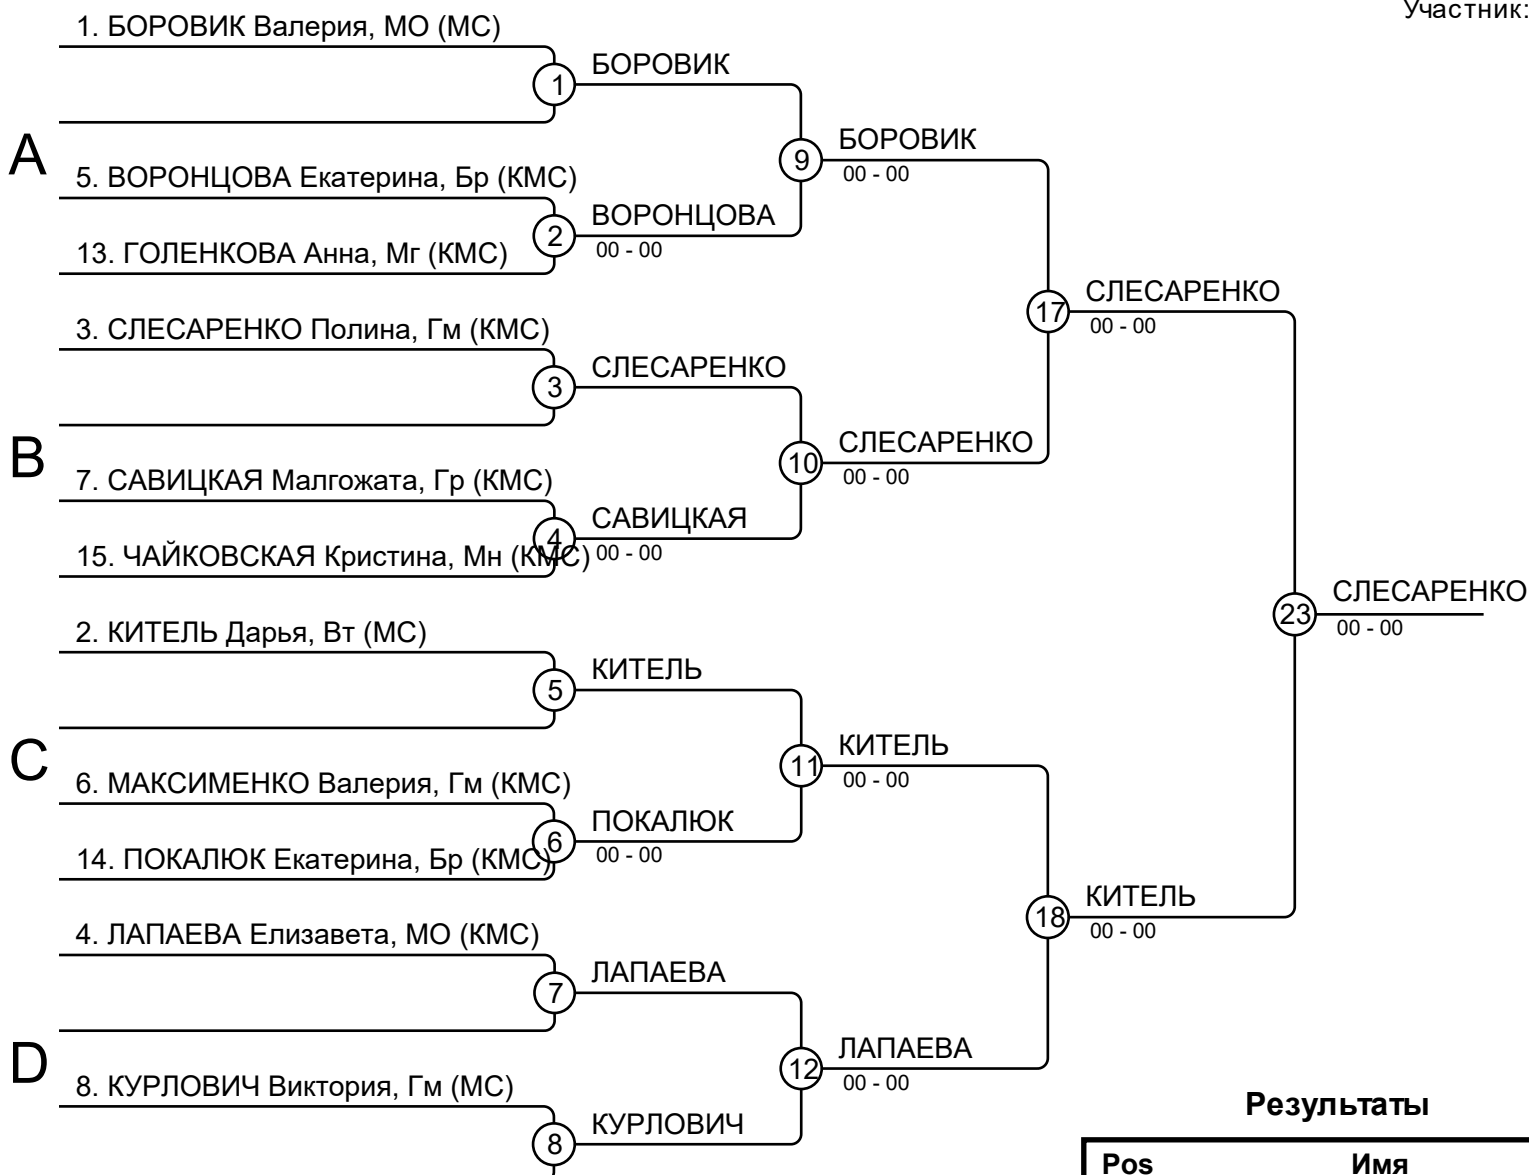 Участник:
1. БОРОВИК Валерия, МО (МС)
1
БОРОВИК
A
5. ВОРОНЦОВА Екатерина, Бр (КМС)
2
ВОРОНЦОВА
00 - 00
13. ГОЛЕНКОВА Анна, Мг (КМС)
9
БОРОВИК
00 - 00
3. СЛЕСАРЕНКО Полина, Гм (КМС)
3
СЛЕСАРЕНКО
B
7. САВИЦКАЯ Малгожата, Гр (КМС)
4
САВИЦКАЯ
00 - 00
15. ЧАЙКОВСКАЯ Кристина, Мн (КМС)
10
СЛЕСАРЕНКО
00 - 00
17
СЛЕСАРЕНКО
00 - 00
2. КИТЕЛЬ Дарья, Вт (МС)
5
КИТЕЛЬ
C
6. МАКСИМЕНКО Валерия, Гм (КМС)
6
ПОКАЛЮК
00 - 00
14. ПОКАЛЮК Екатерина, Бр (КМС)
11
КИТЕЛЬ
00 - 00
4. ЛАПАЕВА Елизавета, МО (КМС)
7
ЛАПАЕВА
D
8. КУРЛОВИЧ Виктория, Гм (МС)
8
КУРЛОВИЧ
12
ЛАПАЕВА
00 - 00
18
КИТЕЛЬ
00 - 00
23
СЛЕСАРЕНКО
00 - 00
Результаты
Pos Имя